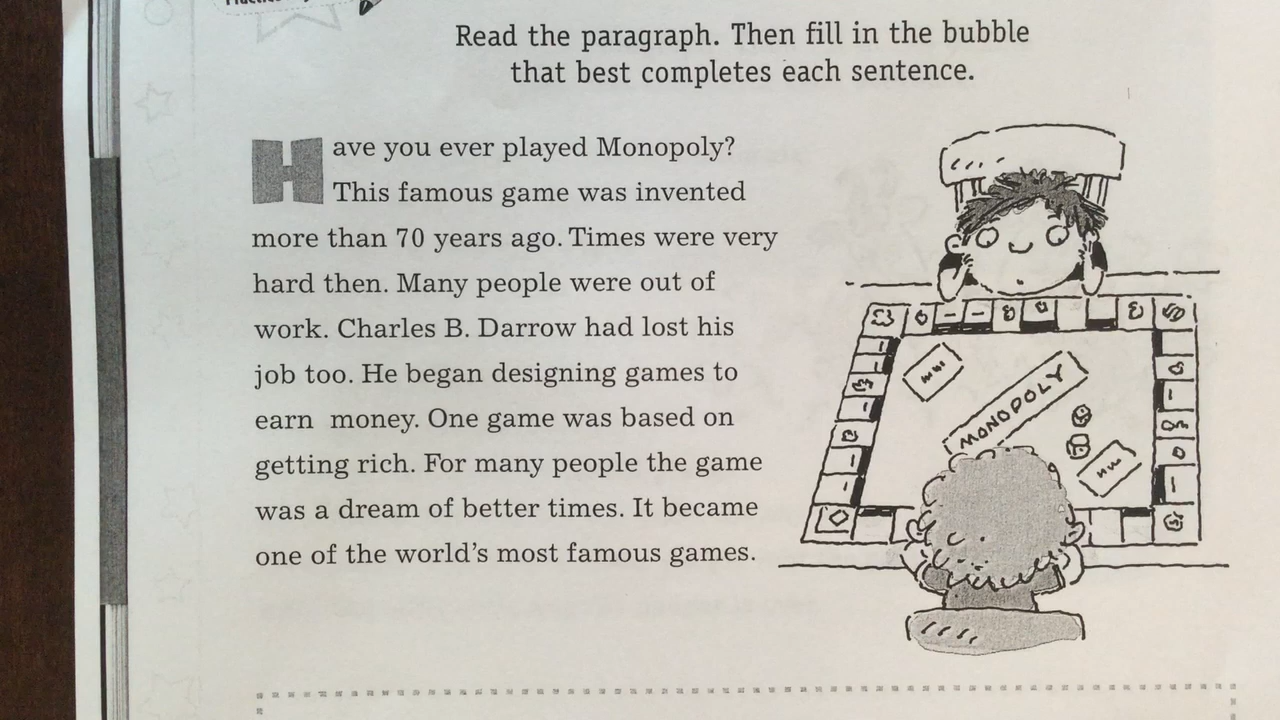 Read the paragraph. Then fill in the bubble
that best completes each sentence.
Have you ever played Monopoly?
This famous game was invented
more than 70 years ago. Times were very
hard then. Many people were out of
work. Charles B. Darrow had lost his
job too. He began designing games to
earn money. One game was based on
getting rich. For many people the game
was a dream of better times. It became
one of the world's most famous games.
MONOPOLY